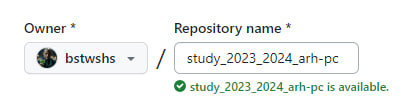 Owner * Repository name *
bstwshs / study_2023_2024_arh-pc
study_2023_2024_arh-pc is available.